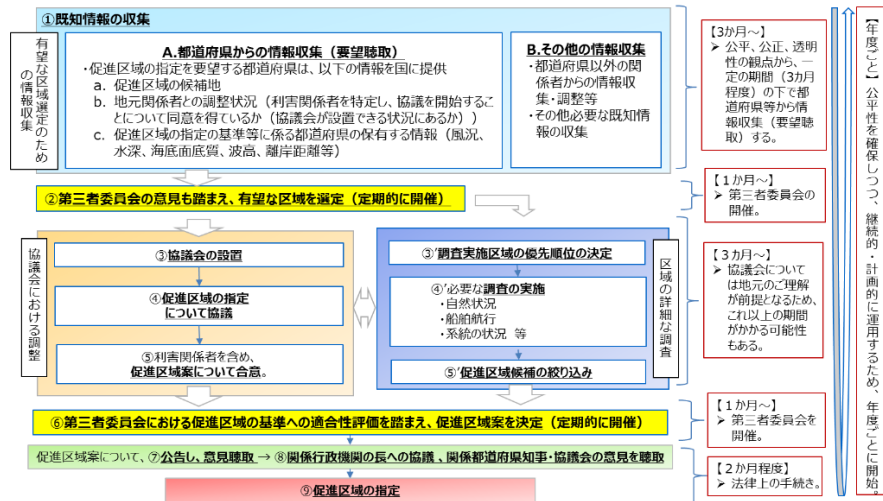 ①既知情報の収集
有望な区域選定のため
の情報収集
A.都道府県からの情報収集（要望聴取）
・促進区域の指定を要望する都道府県は、以下の情報を国に提供
a. 促進区域の候補地
b. 地元関係者との調整状況（利害関係者を特定し、協議を開始するこ
とについて同意を得ているか（協議会が設置できる状況にあるか））
c. 促進区域の指定の基準等に係る都道府県の保有する情報（風況、
水深、海底面底質、波高、離岸距離等）
B.その他の情報収集
・都道府県以外の関
係者からの情報収
集・調整等
・その他必要な既知情
報の収集
【3か月～】
➢ 公平、公正、透明
性の観点から、一
定の期間（3カ月
程度）の下で都道
府県等から情報
収集（要望聴
取）する。
②第三者委員会の意見も踏まえ、有望な区域を選定（定期的に開催）
【１か月～】
➢ 第三者委員会の
開催。
協議会における調整
③協議会の設置
④促進区域の指定
について協議
⑤利害関係者を含め、
促進区域案について合意。
③’調査実施区域の優先順位の決定
④’必要な調査の実施
・自然状況
・船舶航行
・系統の状況 等
⑤’促進区域候補の絞り込み
区域の詳細な調査
【３カ月～】
➢ 協議会について
は地元のご理解
が前提となるため、
これ以上の期間
がかかる可能性
もある。
⑥第三者委員会における促進区域の基準への適合性評価を踏まえ、促進区域案を決定（定期的に開催）
【１か月～】
➢ 第三者委員会を
開催。
促進区域案について、⑦公告し、意見聴取 → ⑧関係行政機関の長への協議、関係都道府県知事・協議会の意見を聴取
【２か月程度】
➢ 法律上の手続き。
⑨促進区域の指定
【年度ごと】公平性を確保しつつ、継続的・計画的に運用するため、年度ごとに開始。